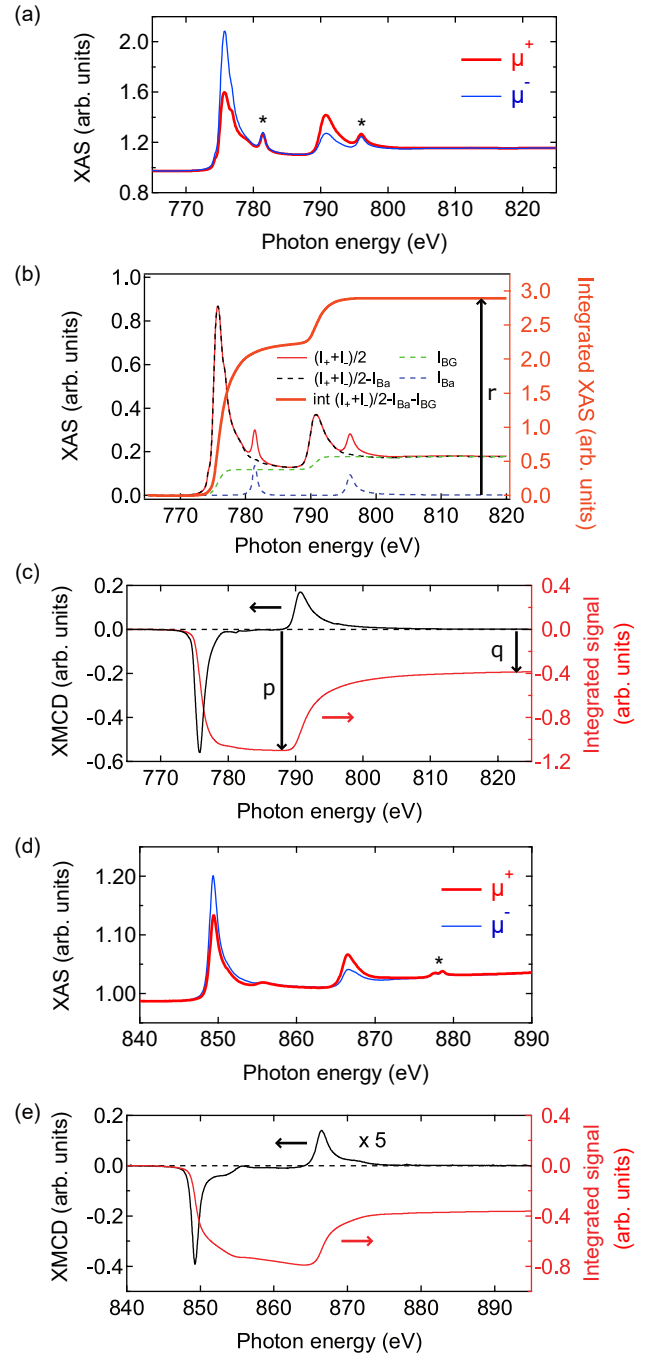 (a)
XAS (arb. units)
2.0
1.6
1.2
0.8
μ+
μ-
*
*
770 780 790 800 810 820
Photon energy (eV)
(b)
XAS (arb. units)
1.0
0.8
0.6
0.4
0.2
0.0
(I++I-)/2 IBG
(I++I-)/2-IBa IBa
int (I++I-)/2-IBa-IBG
r
3.0
2.5
2.0
1.5
1.0
0.5
0.0
Integrated XAS (arb. units)
770 780 790 800 810 820
Photon energy (eV)
(c)
XMCD (arb. units)
0.2
0.0
-0.2
-0.4
-0.6
p
q
0.4
0
-0.4
-0.8
-1.2
Integrated signal
(arb. units)
770 780 790 800 810 820
Photon energy (eV)
(d)
XAS (arb. units)
1.20
1.10
1.00
μ+
μ-
*
840 850 860 870 880 890
Photon energy (eV)
(e)
XMCD (arb. units)
0.2
0.0
-0.2
-0.4
x 5
0.4
0
-0.4
-0.8
Integrated signal
(arb. units)
840 850 860 870 880 890
Photon energy (eV)